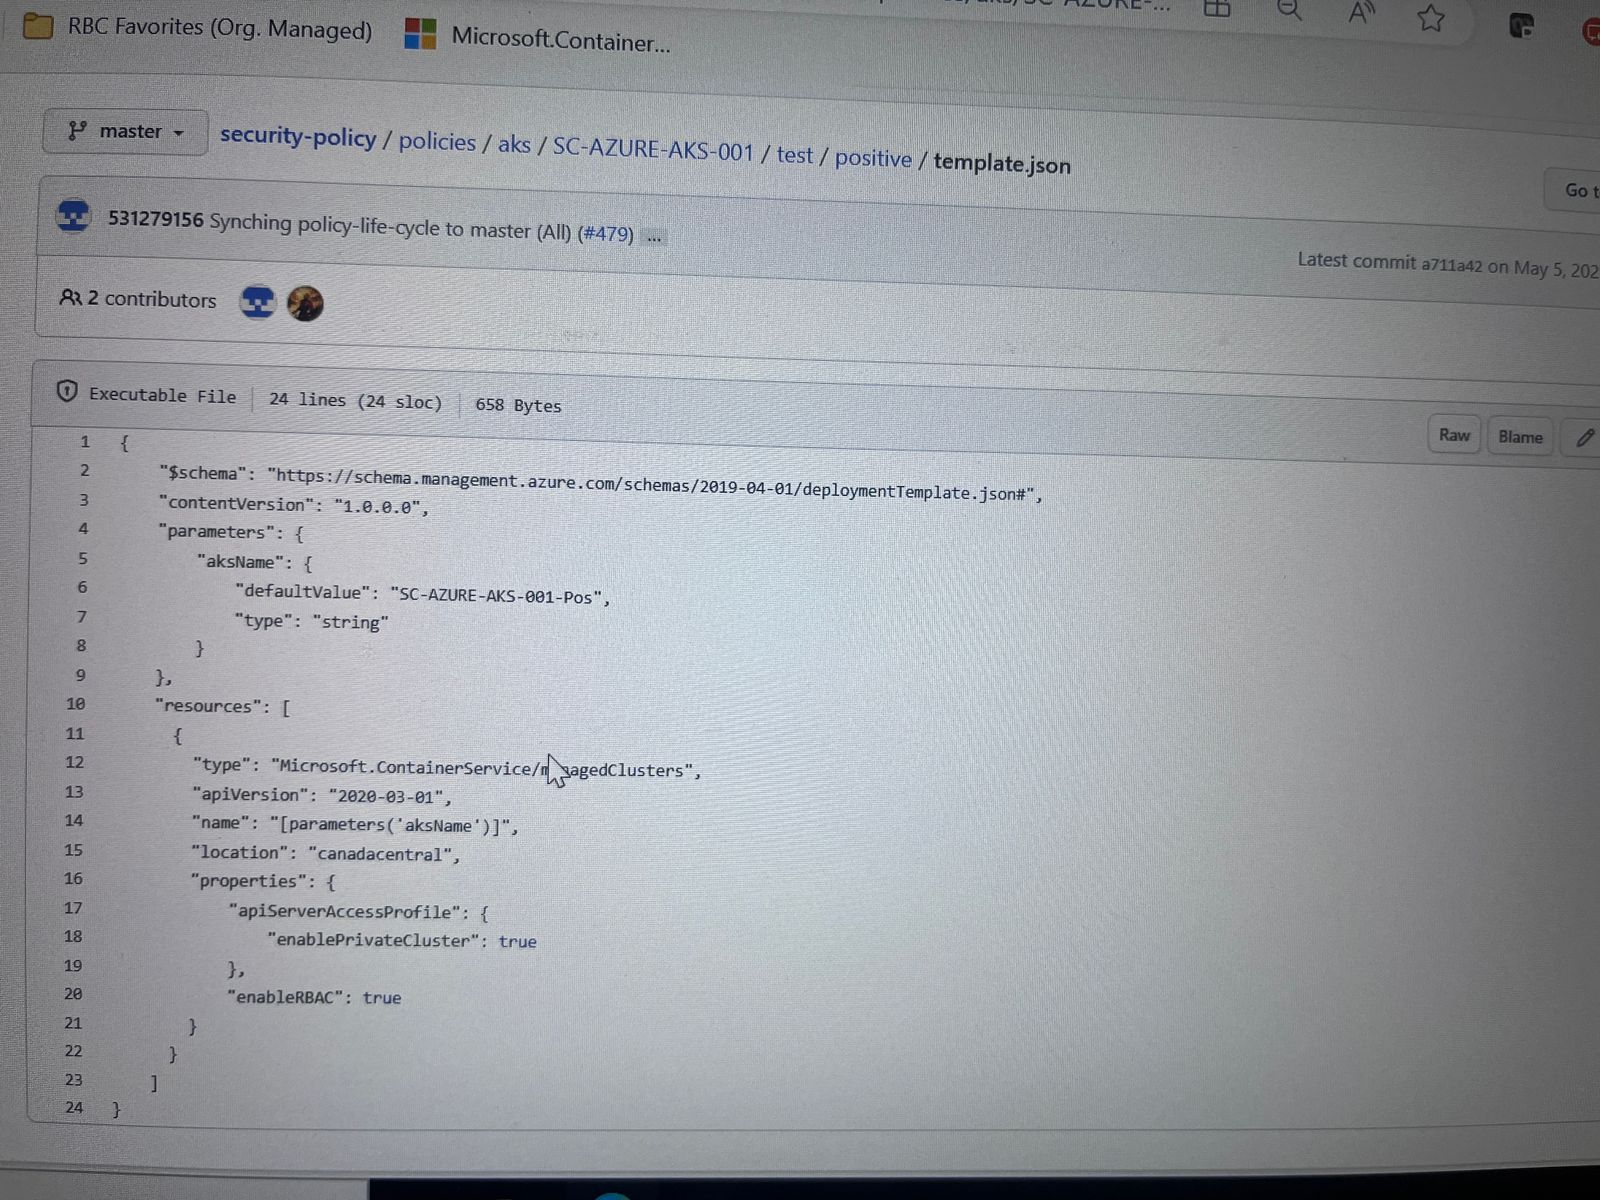 RBC Favorites (Org. Managed) Microsoft.Container...
master security-policy / policies / aks / SC-AZURE-AKS-001 / test / positive / template.json
Go
531279156 Synching policy-life-cycle to master (All) (#479) ...
Latest commit a711a42 on May 5, 202
2 contributors
Executable File 24 lines (24 sloc) 658 Bytes
Raw Blame
1 {
2 "$schema": "https://schema.management.azure.com/schemas/2019-04-01/deploymentTemplate.json#",
3 "contentVersion": "1.0.0.0",
4 "parameters": {
5 "aksName": {
6 "defaultValue": "SC-AZURE-AKS-001-Pos",
7 "type": "string"
8 }
9 },
10 "resources": [
11 {
12 "type": "Microsoft.ContainerService/managedClusters",
13 "apiVersion": "2020-03-01",
14 "name": "[parameters('aksName')]",
15 "location": "canadacentral",
16 "properties": {
17 "apiServerAccessProfile": {
18 "enablePrivateCluster": true
19 },
20 "enableRBAC": true
21 }
22 }
23 ]
24 }